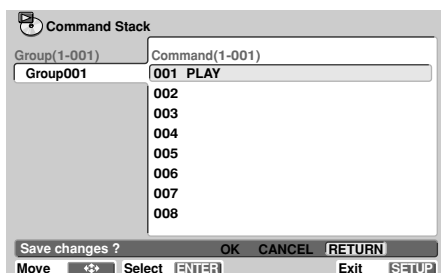 Command Stack
Group(1-001) Command(1-001)
Group001 001 PLAY
002
003
004
005
006
007
008
Save changes ? OK CANCEL RETURN
Move Select ENTER Exit SETUP